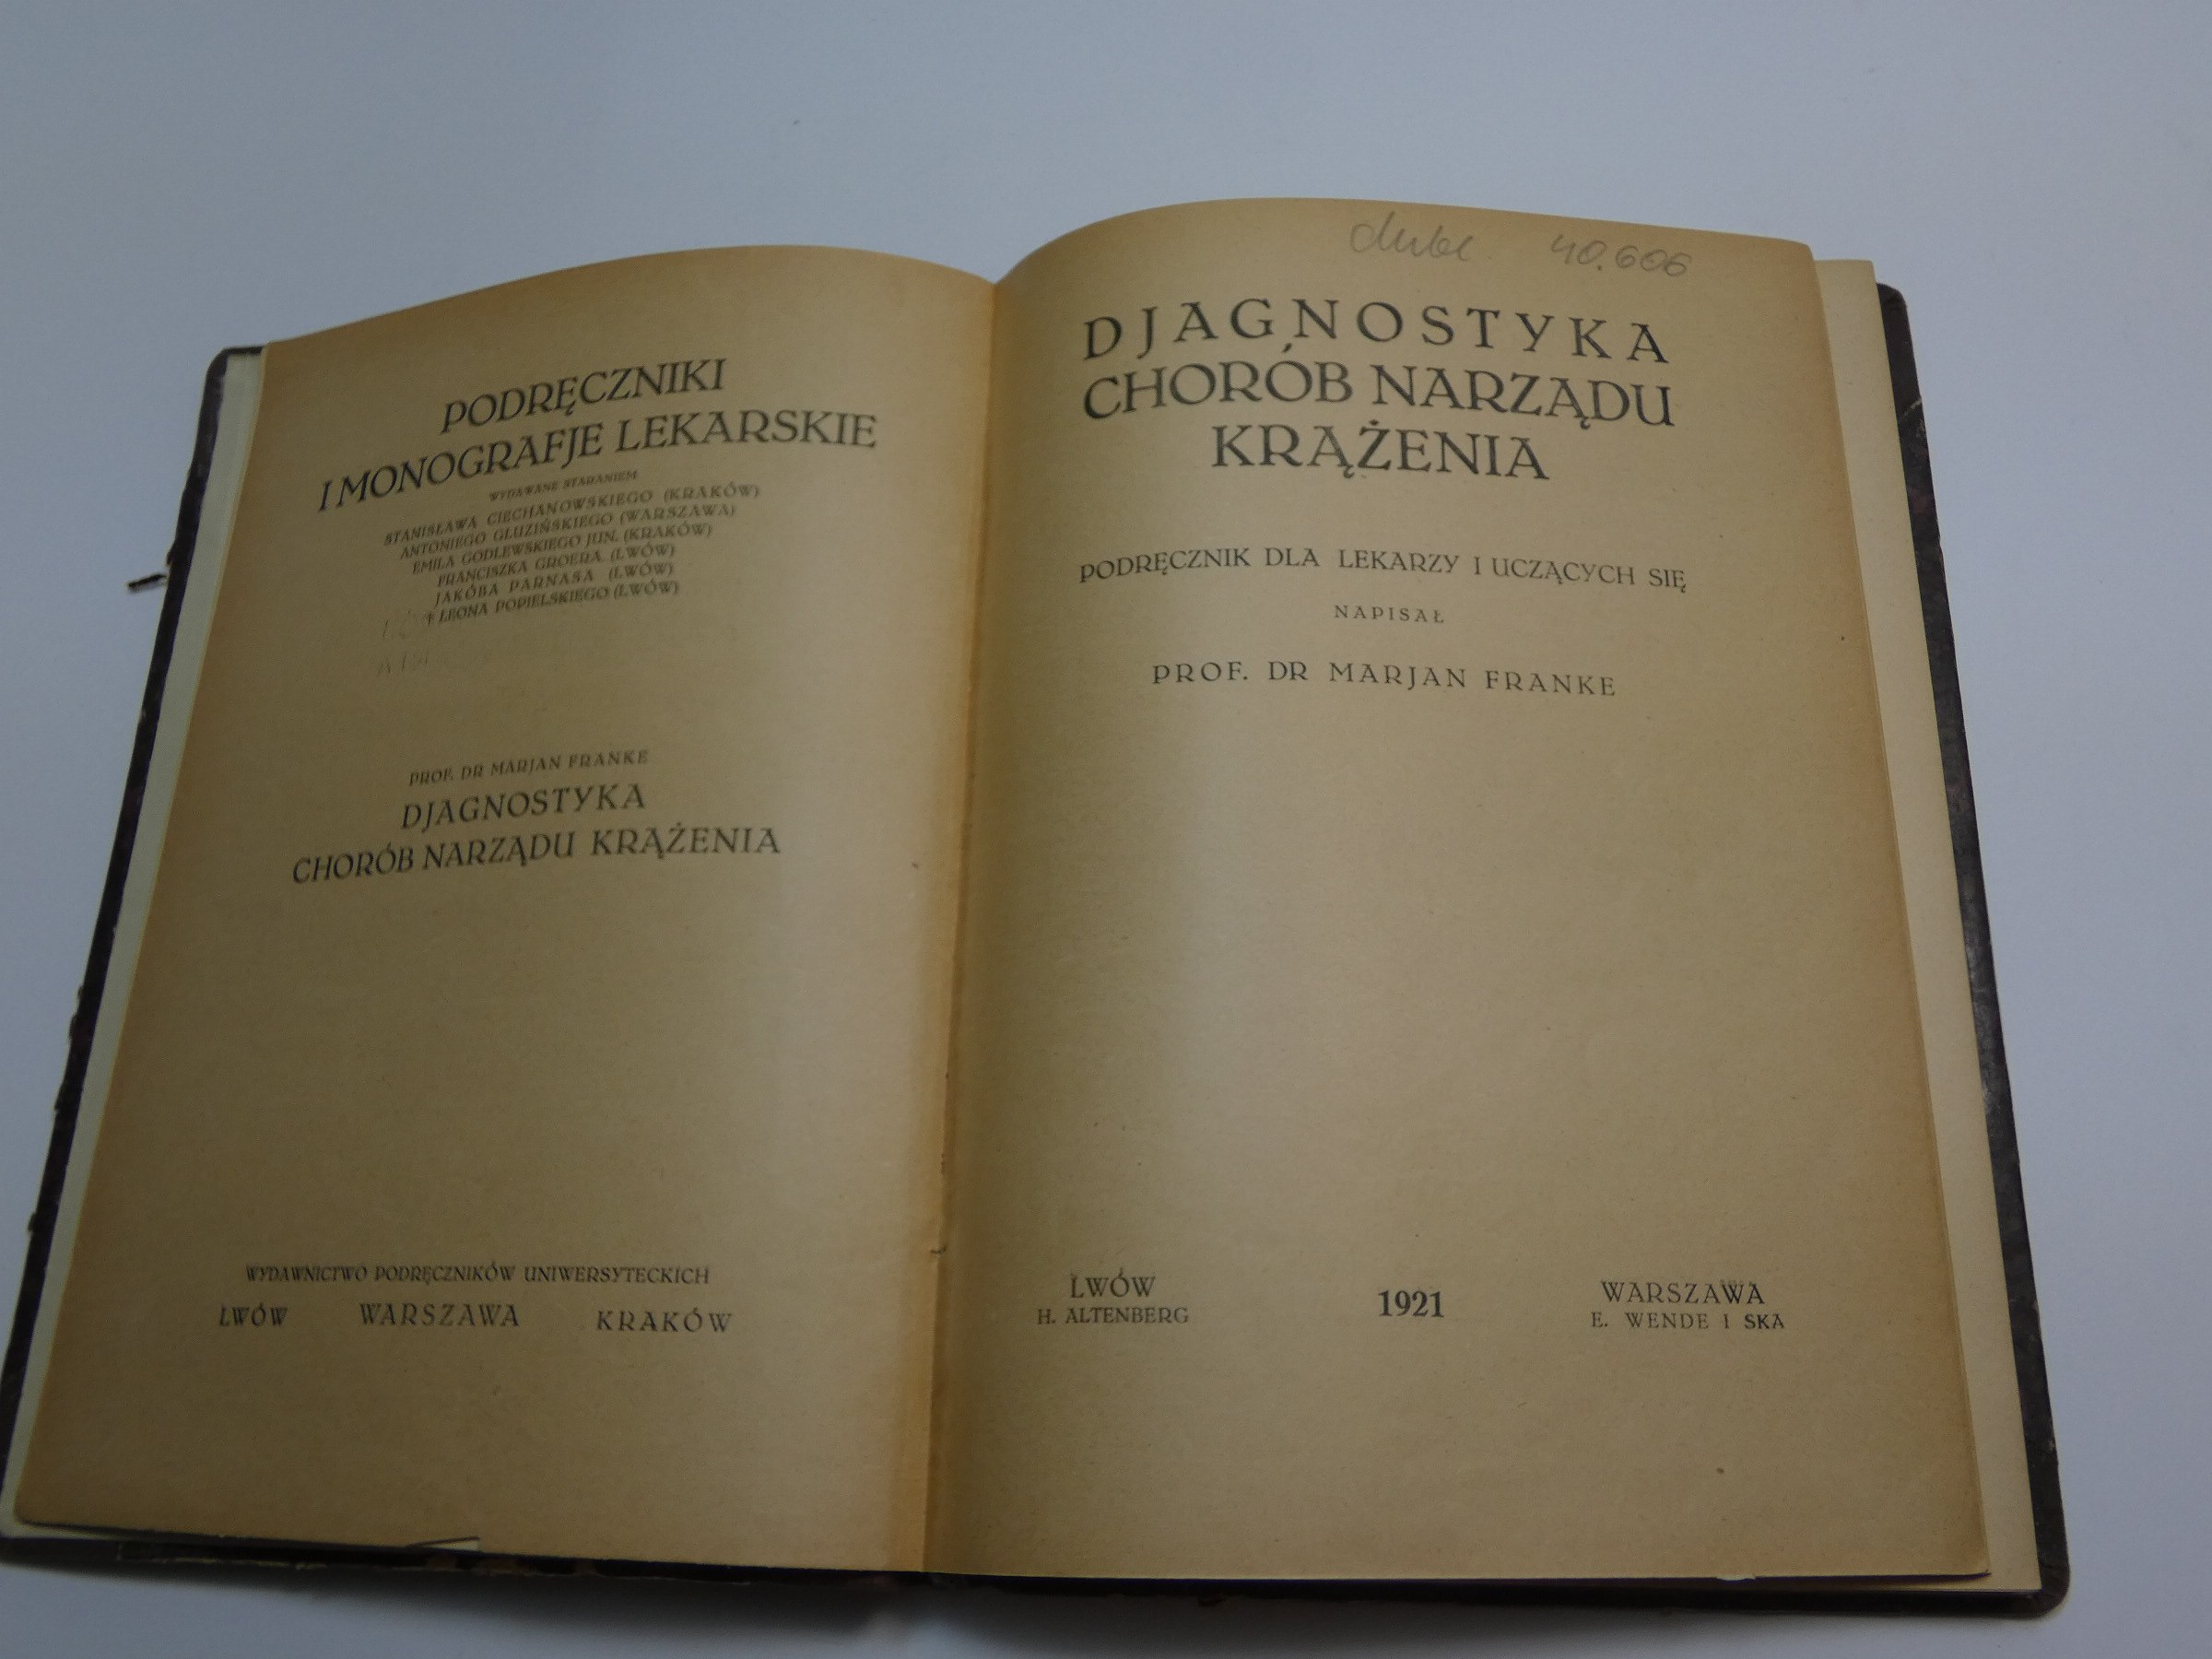 PODRĘCZNIKI
I MONOGRAFJE LEKARSKIE
WYDAWANE STARANIEM
STANISŁAWA CIECHANOWSKIEGO (KRAKÓW)
ANTONIEGO GLUZIŃSKIEGO (WARSZAWA)
EMILA GODLEWSKIEGO JUN. (KRAKÓW)
FRANCISZKA GROERA (LWÓW)
JAKÓBA PARNASA (LWÓW)
† LEONA POPIELSKIEGO (LWÓW)
PROF. DR MARJAN FRANKE
DJAGNOSTYKA
CHORÓB NARZĄDU KRĄŻENIA
WYDAWNICTWO PODRĘCZNIKÓW UNIWERSYTECKICH
LWÓW WARSZAWA KRAKÓW
40.606
DJAGNOSTYKA
CHORÓB NARZĄDU
KRĄŻENIA
PODRĘCZNIK DLA LEKARZY I UCZĄCYCH SIĘ
NAPISAŁ
PROF. DR MARJAN FRANKE
LWÓW
H. ALTENBERG
1921
WARSZAWA
E. WENDE I SKA